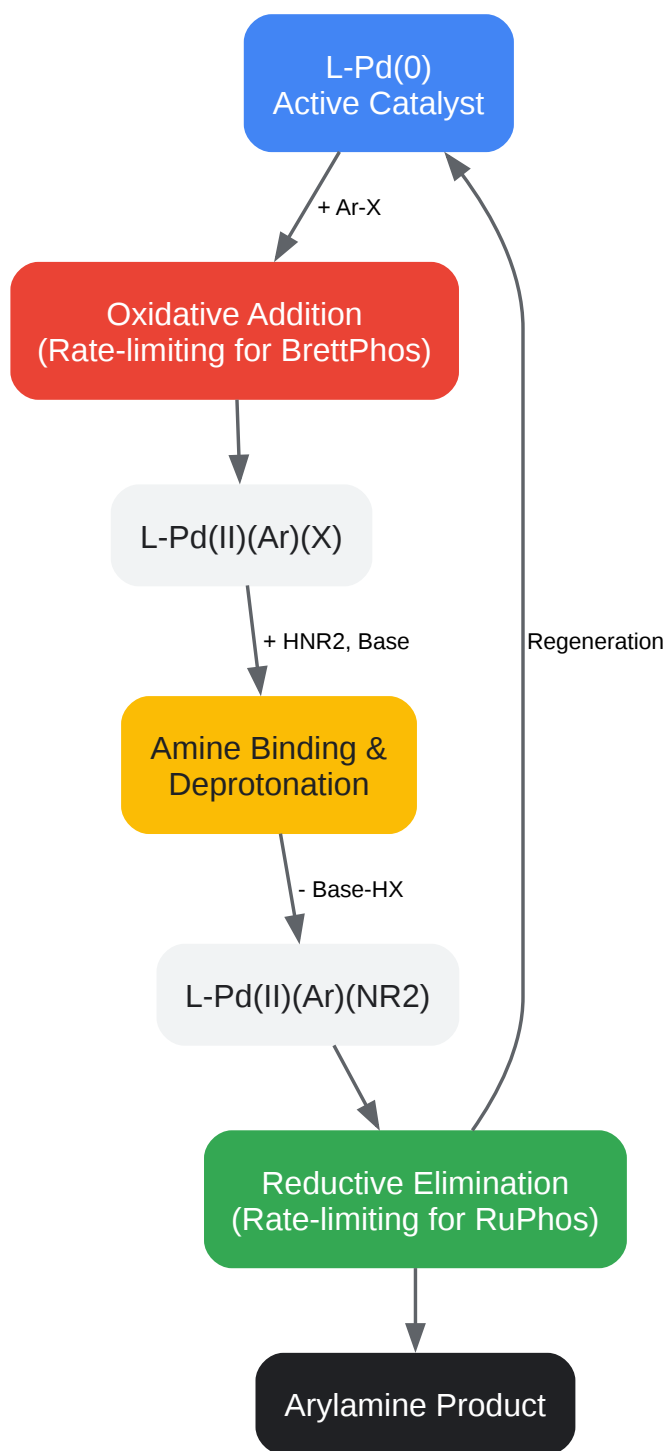 L-Pd(0)
Active Catalyst
+ Ar-X
Oxidative Addition
(Rate-limiting for BrettPhos)
L-Pd(II)(Ar)(X)
+ HNR2, Base
Regeneration
Amine Binding &
Deprotonation
- Base-HX
L-Pd(II)(Ar)(NR2)
Reductive Elimination
(Rate-limiting for RuPhos)
Arylamine Product